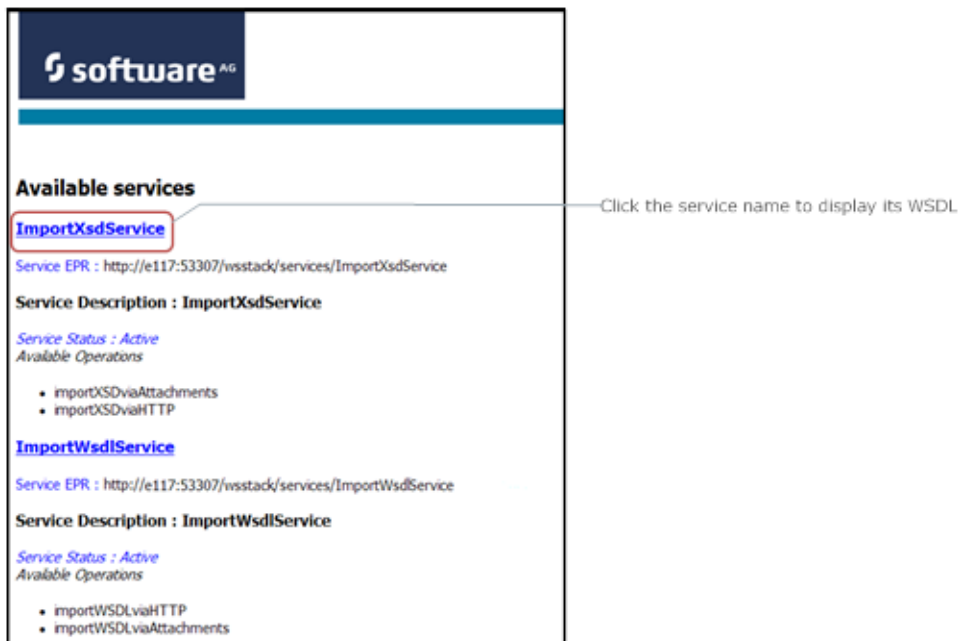 software AG
Available services
Click the service name to display its WSDL
ImportXsdService
Service EPR : http://e117:53307/wsstack/services/ImportXsdService
Service Description : ImportXsdService
Service Status : Active
Available Operations
• importXSDviaAttachments
• importXSDviaHTTP
ImportWsdlService
Service EPR : http://e117:53307/wsstack/services/ImportWsdlService
Service Description : ImportWsdlService
Service Status : Active
Available Operations
• importWSDLviaHTTP
• importWSDLviaAttachments